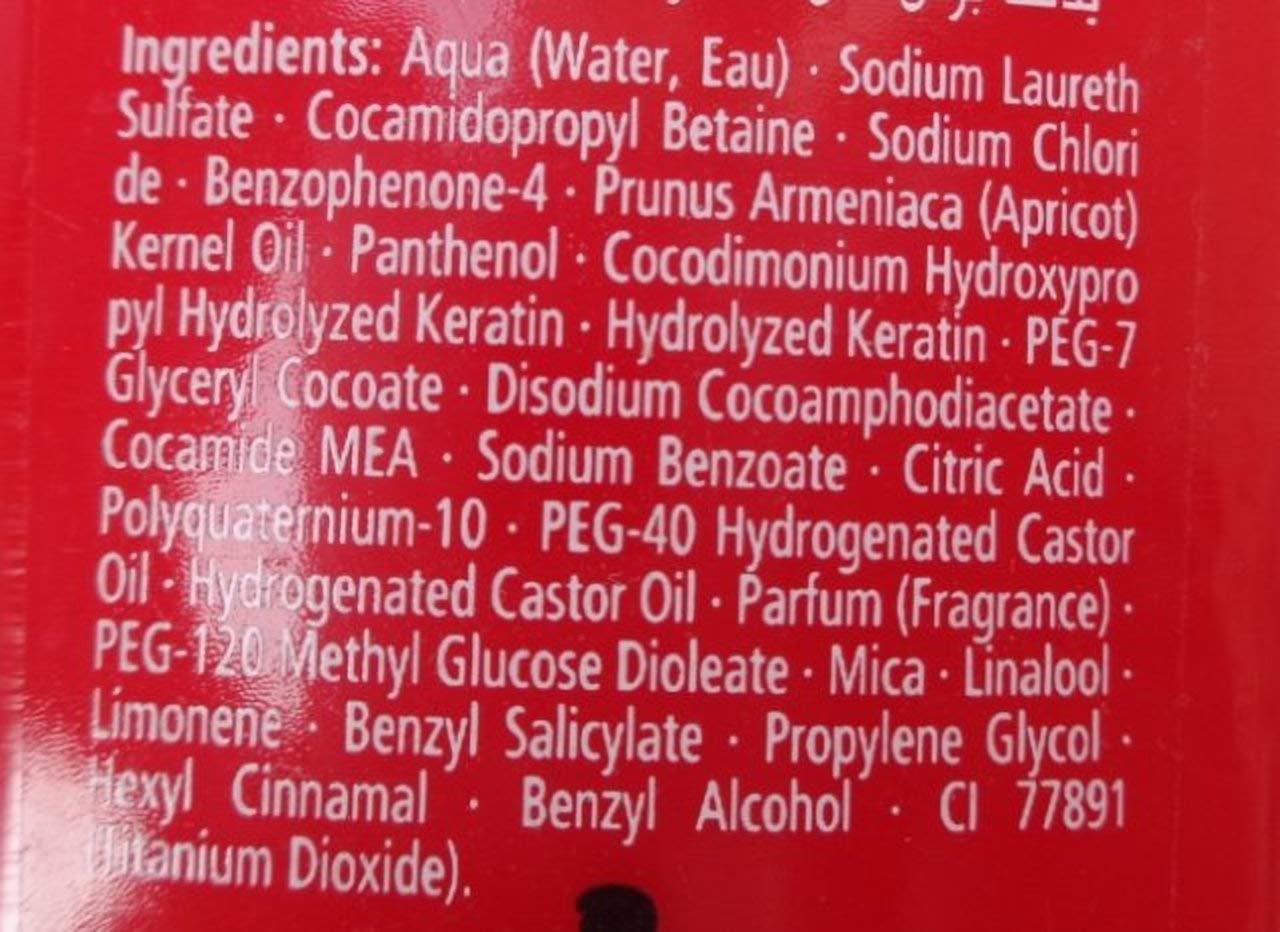 Ingredients: Aqua (Water, Eau) · Sodium Laureth
Sulfate · Cocamidopropyl Betaine · Sodium Chlori
de · Benzophenone-4 · Prunus Armeniaca (Apricot)
Kernel Oil · Panthenol · Cocodimonium Hydroxypro
pyl Hydrolyzed Keratin · Hydrolyzed Keratin · PEG-7
Glyceryl Cocoate · Disodium Cocoamphodiacetate ·
Cocamide MEA · Sodium Benzoate · Citric Acid ·
Polyquaternium-10 · PEG-40 Hydrogenated Castor
Oil · Hydrogenated Castor Oil · Parfum (Fragrance) ·
PEG-120 Methyl Glucose Dioleate · Mica · Linalool ·
Limonene · Benzyl Salicylate · Propylene Glycol ·
Hexyl Cinnamal · Benzyl Alcohol · CI 77891
(Titanium Dioxide).